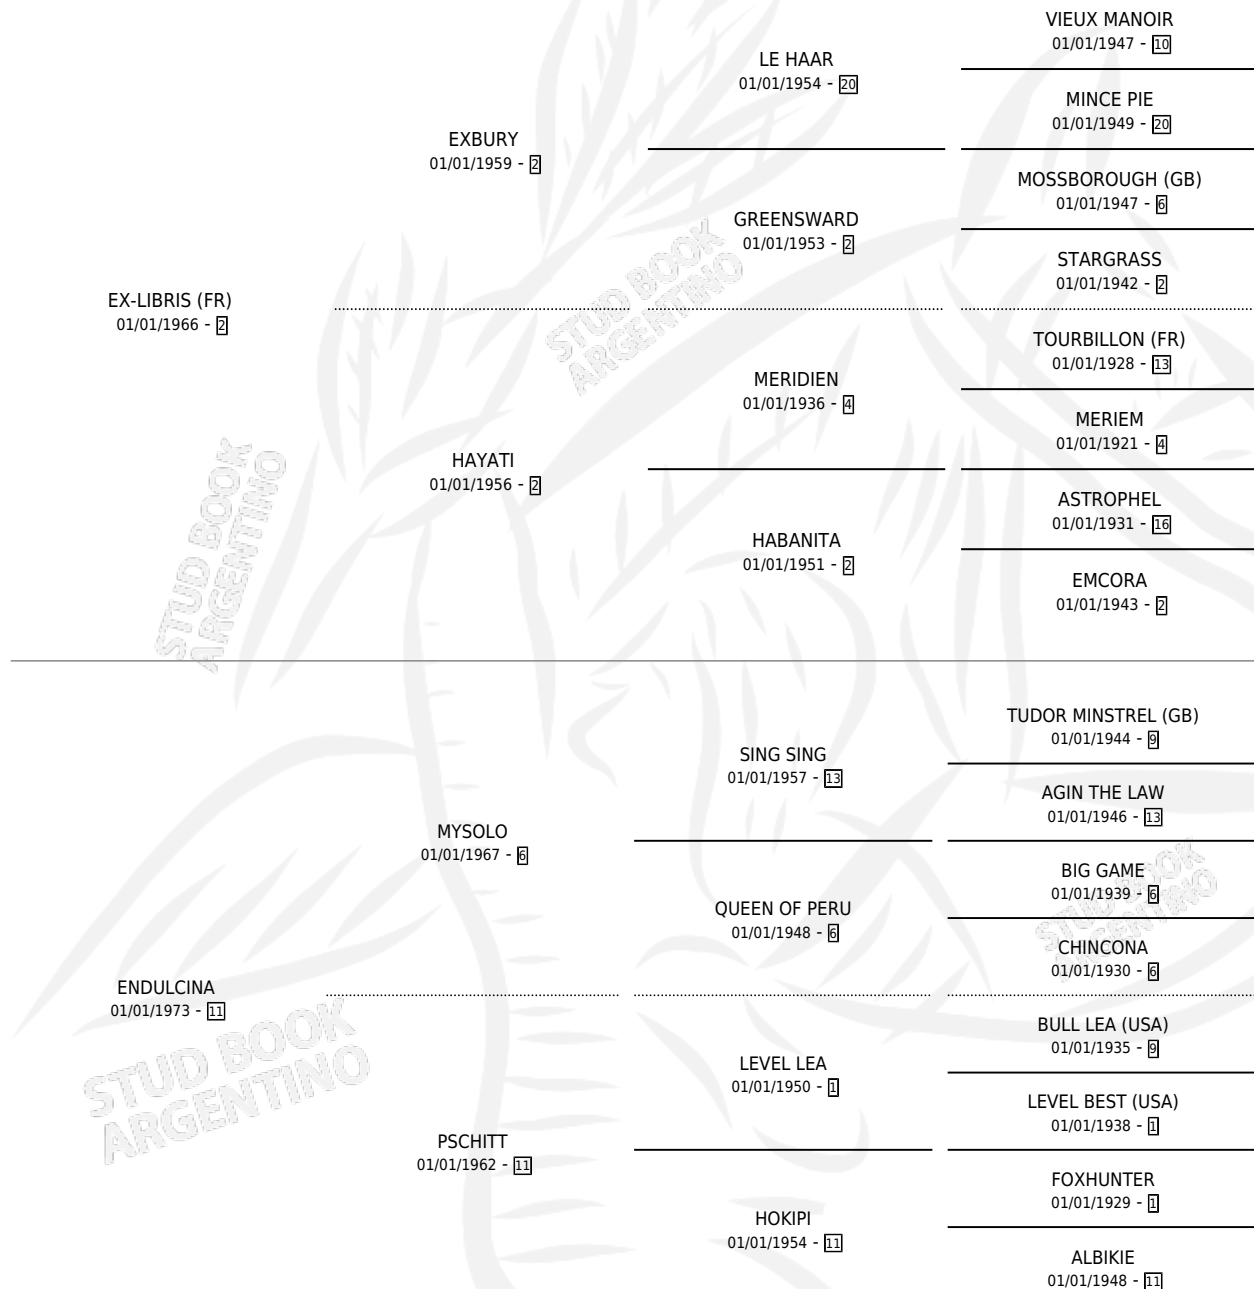 VIEUX MANOIR
01/01/1947 - 10
LE HAAR
01/01/1954 - 20
MINCE PIE
01/01/1949 - 20
EXBURY
01/01/1959 - 2
MOSSBOROUGH (GB)
01/01/1947 - 6
GREENSWARD
01/01/1953 - 2
STARGRASS
01/01/1942 - 2
EX-LIBRIS (FR)
01/01/1966 - 2
TOURBILLON (FR)
01/01/1928 - 13
MERIDIEN
01/01/1936 - 4
MERIEM
01/01/1921 - 4
HAYATI
01/01/1956 - 2
ASTROPHEL
01/01/1931 - 16
HABANITA
01/01/1951 - 2
EMCORA
01/01/1943 - 2
TUDOR MINSTREL (GB)
01/01/1944 - 9
SING SING
01/01/1957 - 13
AGIN THE LAW
01/01/1946 - 13
MYSOLO
01/01/1967 - 6
BIG GAME
01/01/1939 - 6
QUEEN OF PERU
01/01/1948 - 6
CHINCONA
01/01/1930 - 6
ENDULCINA
01/01/1973 - 11
BULL LEA (USA)
01/01/1935 - 9
LEVEL LEA
01/01/1950 - 1
LEVEL BEST (USA)
01/01/1938 - 1
PSCHITT
01/01/1962 - 11
FOXHUNTER
01/01/1929 - 1
HOKIPI
01/01/1954 - 11
ALBIKIE
01/01/1948 - 11
STUD BOOK
ARGENTINO
STUD BOOK
ARGENTINO
STUD BOOK
ARGENTINO
STUD BOOK
ARGENTINO